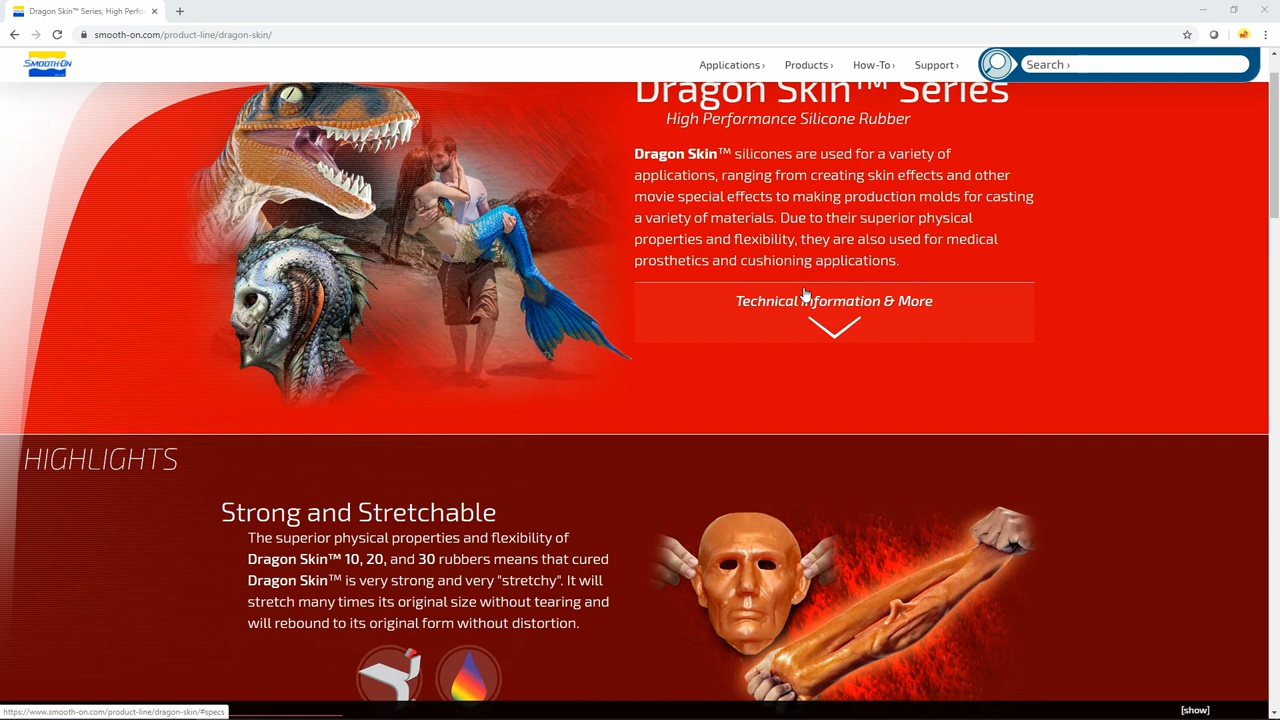 Dragon Skin™ Series, High Perfo
smooth-on.com/product-line/dragon-skin/
SMOOTH-ON
Applications ›
Products ›
How-To ›
Support ›
Search ›
Dragon Skin™ Series
High Performance Silicone Rubber
Dragon Skin™ silicones are used for a variety of
applications, ranging from creating skin effects and other
movie special effects to making production molds for casting
a variety of materials. Due to their superior physical
properties and flexibility, they are also used for medical
prosthetics and cushioning applications.
Technical Information & More
HIGHLIGHTS
Strong and Stretchable
The superior physical properties and flexibility of
Dragon Skin™ 10, 20, and 30 rubbers means that cured
Dragon Skin™ is very strong and very "stretchy". It will
stretch many times its original size without tearing and
will rebound to its original form without distortion.
https://www.smooth-on.com/product-line/dragon-skin/#specs
[show]